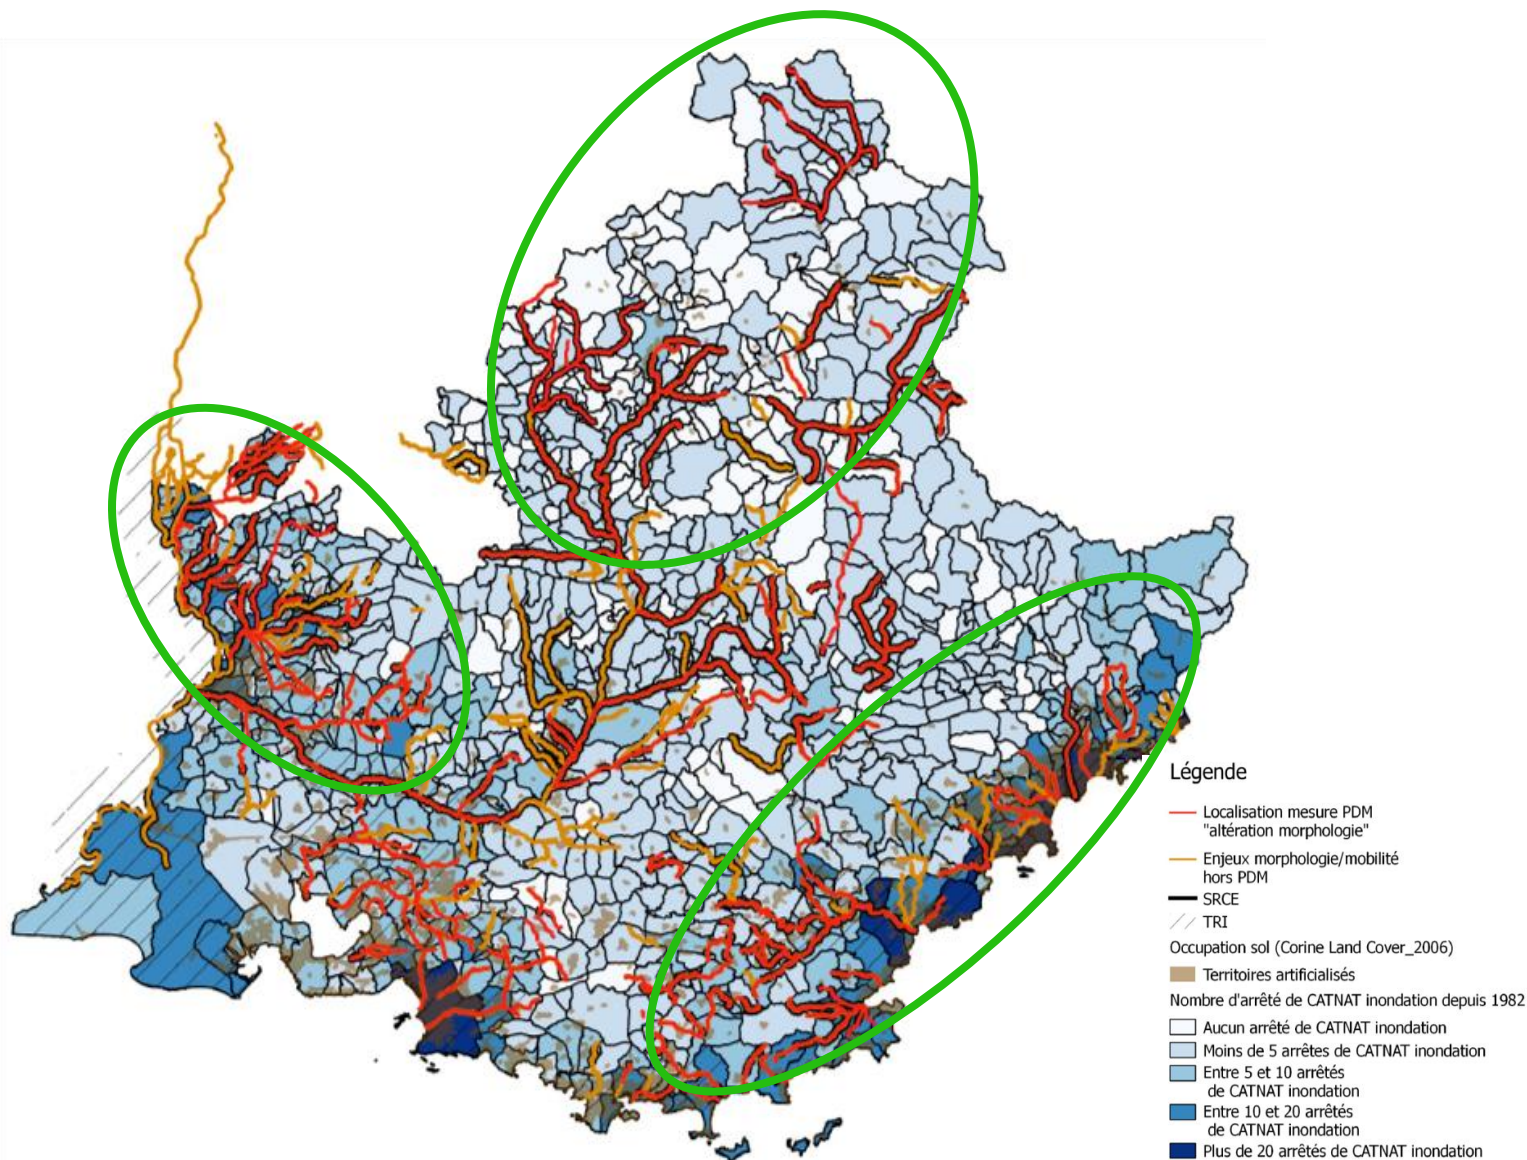 Légende
Localisation mesure PDM
"altération morphologie"
Enjeux morphologie/mobilité
hors PDM
SRCE
TRI
Occupation sol (Corine Land Cover_2006)
Territoires artificialisés
Nombre d'arrêté de CATNAT inondation depuis 1982
Aucun arrêté de CATNAT inondation
Moins de 5 arrêtes de CATNAT inondation
Entre 5 et 10 arrêtés
de CATNAT inondation
Entre 10 et 20 arrêtés
de CATNAT inondation
Plus de 20 arrêtés de CATNAT inondation